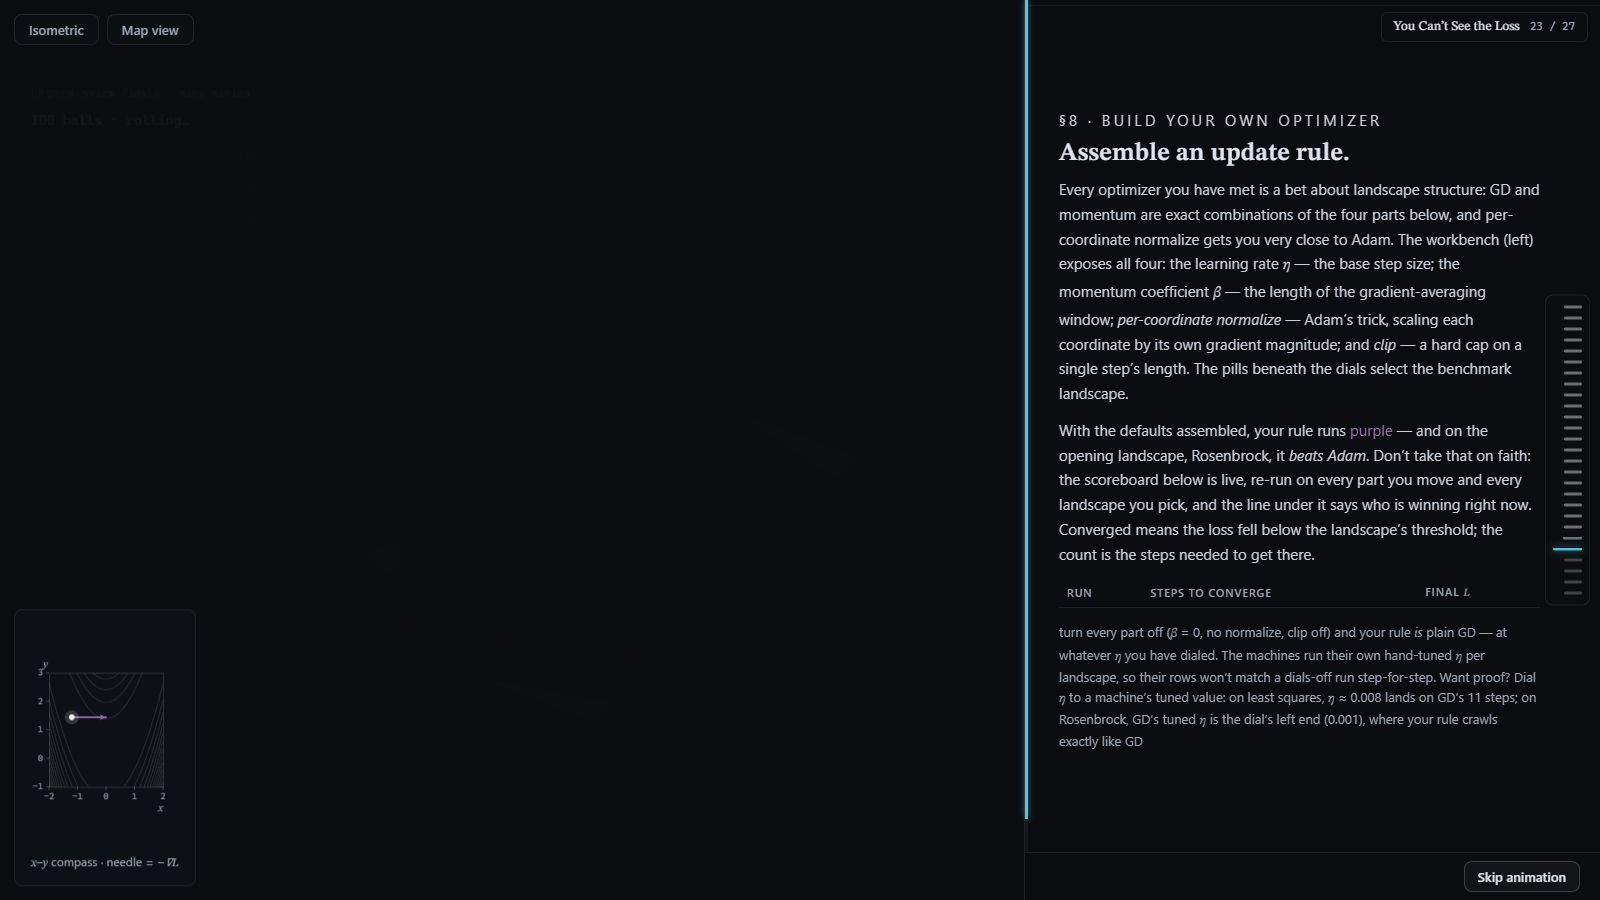 Isometric
Map view
You Can't See the Loss 23 / 27
100 balls · rolling…
§8 · BUILD YOUR OWN OPTIMIZER
Assemble an update rule.
Every optimizer you have met is a bet about landscape structure: GD and
momentum are exact combinations of the four parts below, and per-
coordinate normalize gets you very close to Adam. The workbench (left)
exposes all four: the learning rate η — the base step size; the
momentum coefficient β — the length of the gradient-averaging
window; per-coordinate normalize — Adam's trick, scaling each
coordinate by its own gradient magnitude; and clip — a hard cap on a
single step's length. The pills beneath the dials select the benchmark
landscape.
With the defaults assembled, your rule runs purple — and on the
opening landscape, Rosenbrock, it beats Adam. Don't take that on faith:
the scoreboard below is live, re-run on every part you move and every
landscape you pick, and the line under it says who is winning right now.
Converged means the loss fell below the landscape's threshold; the
count is the steps needed to get there.
RUN STEPS TO CONVERGE FINAL L
turn every part off (β = 0, no normalize, clip off) and your rule is plain GD — at
whatever η you have dialed. The machines run their own hand-tuned η per
landscape, so their rows won't match a dials-off run step-for-step. Want proof? Dial
η to a machine's tuned value: on least squares, η ≈ 0.008 lands on GD's 11 steps; on
Rosenbrock, GD's tuned η is the dial's left end (0.001), where your rule crawls
exactly like GD
y
3
2
1
0
−1
−2 −1 0 1 2
x
x–y compass · needle = −∇L
Skip animation